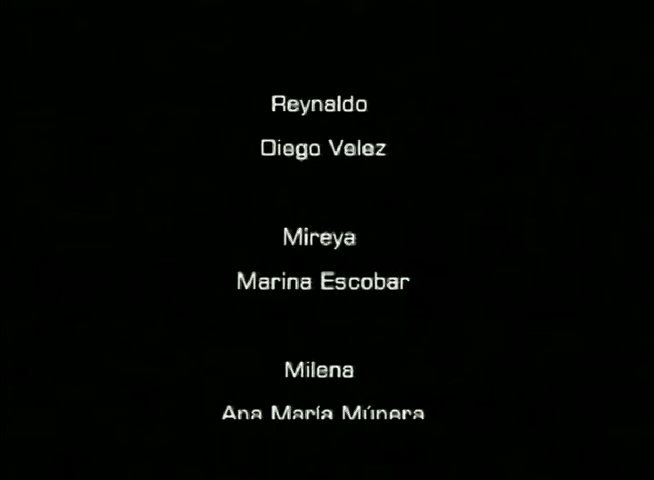 Reynaldo
Diego Velez
Mireya
Marina Escobar
Milena
Ana María Múnera